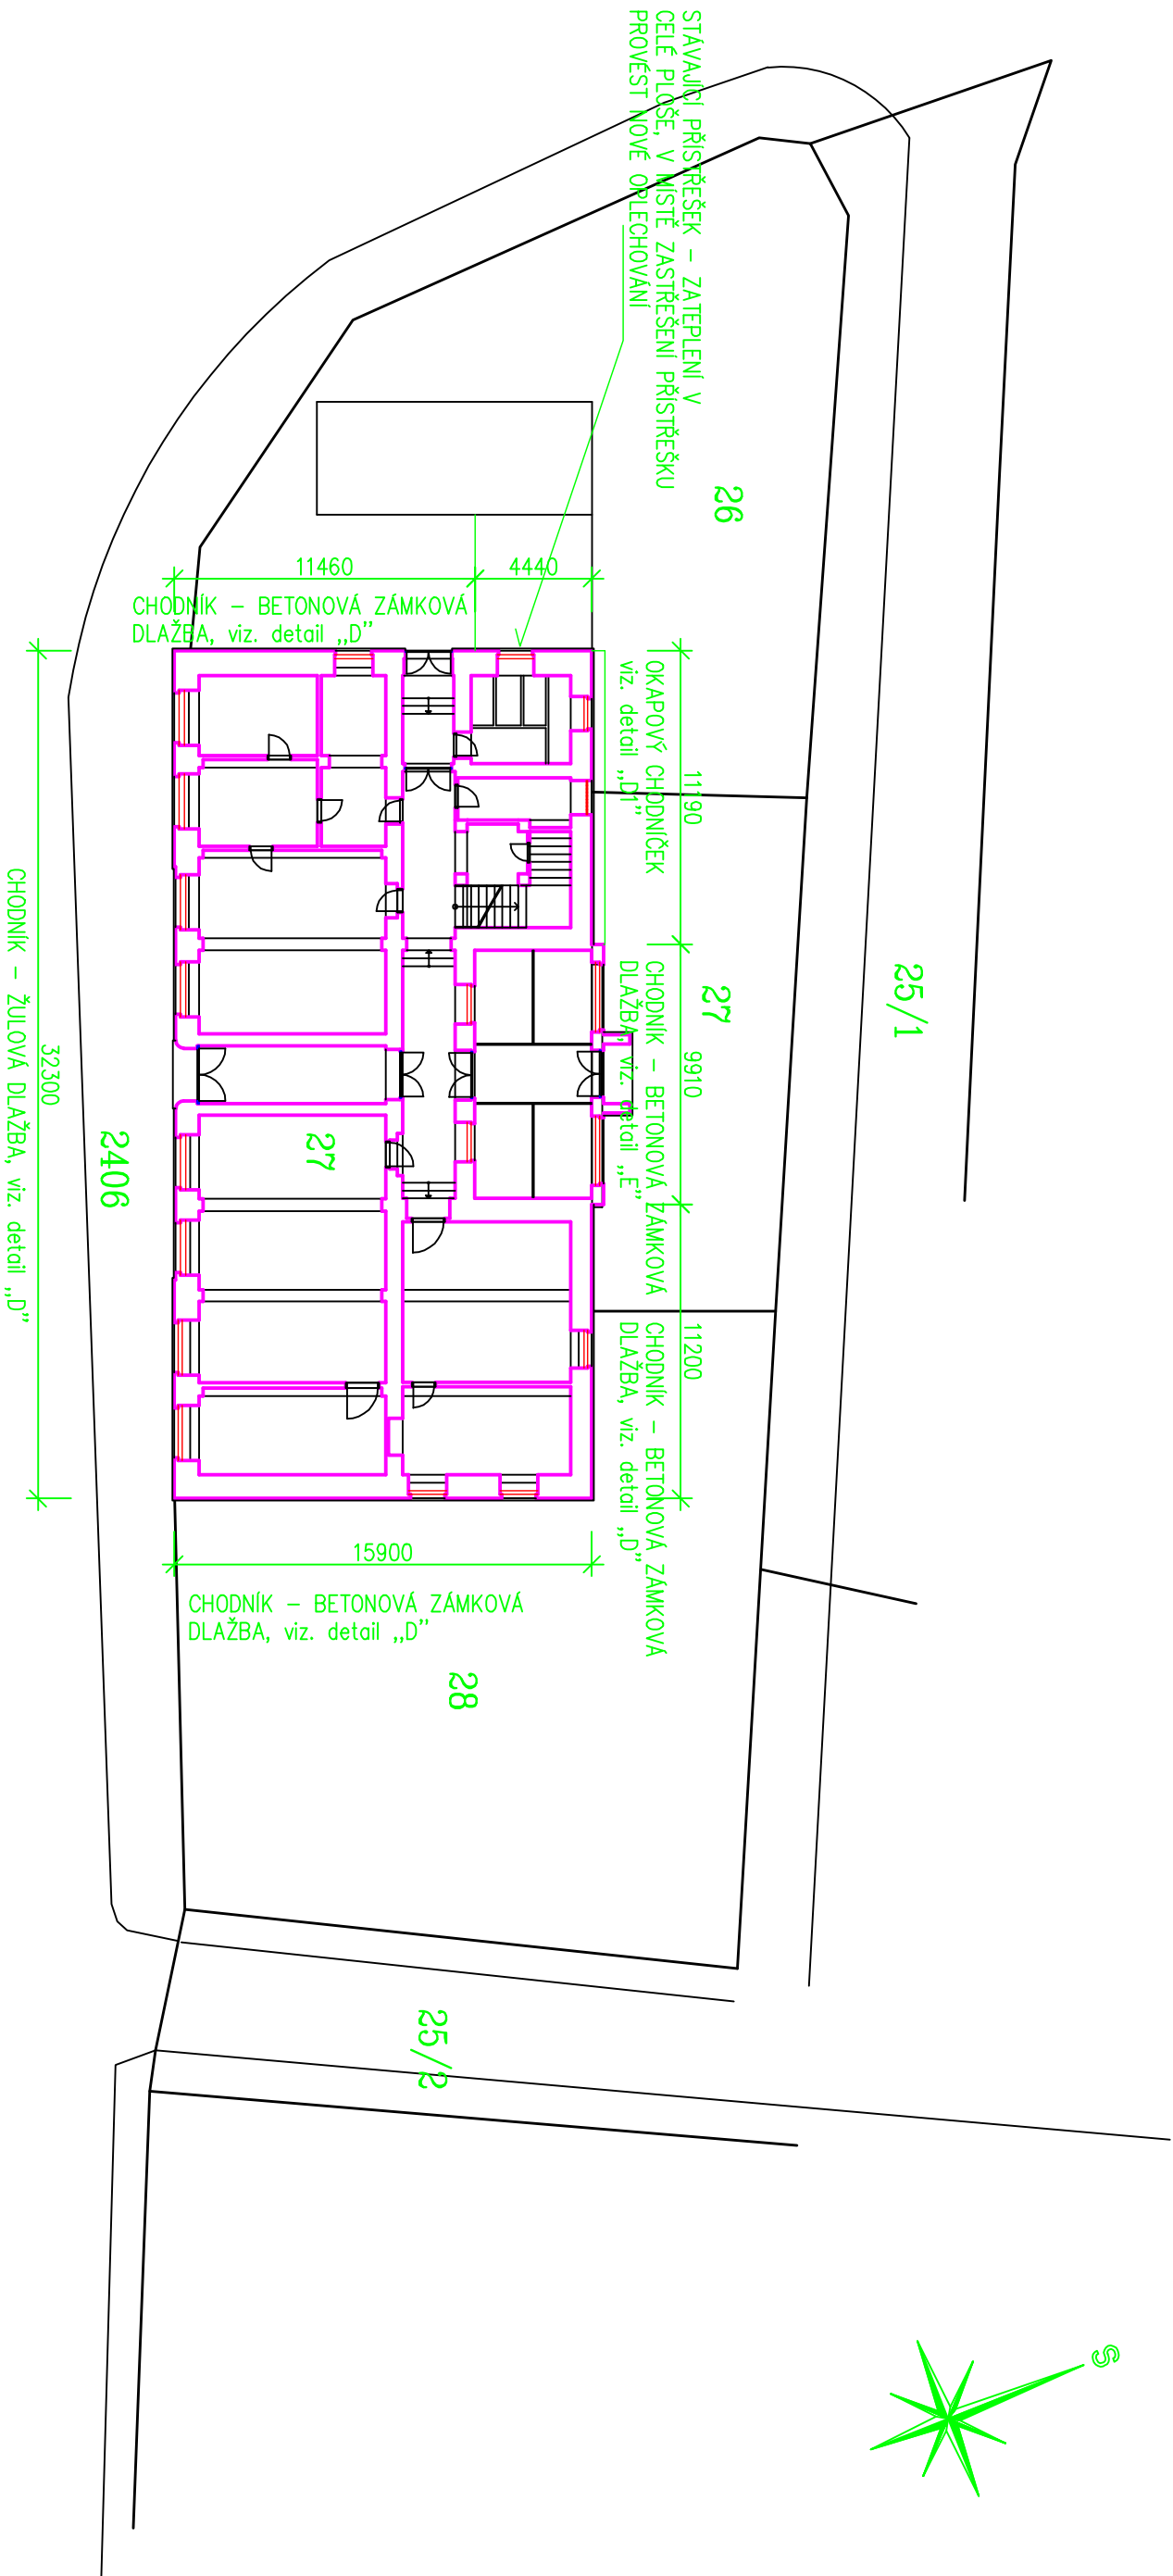 STÁVAJÍCÍ PŘÍSTŘEŠEK - ZATEPLENÍ V
CELÉ PLOŠE, V MÍSTĚ ZASTŘEŠENÍ PŘÍSTŘEŠKU
PROVÉST NOVÉ OPLECHOVÁNÍ
26
11460
4440
CHODNÍK - BETONOVÁ ZÁMKOVÁ
DLAŽBA, viz. detail „D”
OKAPOVÝ CHODNÍČEK
viz. detail „D1”
11190
27
25/1
CHODNÍK - BETONOVÁ ZÁMKOVÁ
DLAŽBA, viz. detail „E”
9910
CHODNÍK - BETONOVÁ ZÁMKOVÁ
DLAŽBA, viz. detail „D”
11200
27
2406
32300
CHODNÍK - ŽULOVÁ DLAŽBA, viz. detail „D”
15900
CHODNÍK - BETONOVÁ ZÁMKOVÁ
DLAŽBA, viz. detail „D”
28
25/2
S